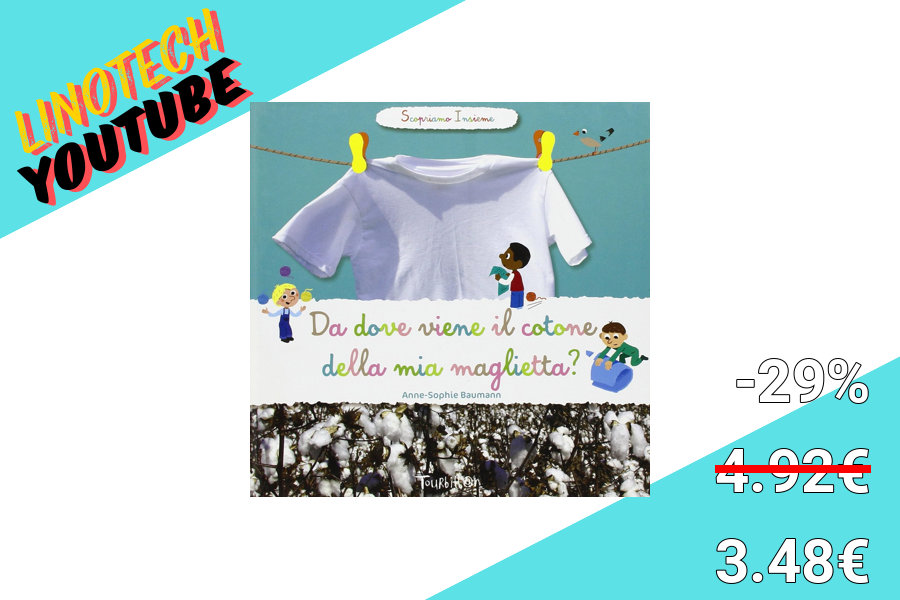 LINOTECH
YOUTUBE
Scopriamo Insieme
Da dove viene il cotone
della mia maglietta?
Anne-Sophie Baumann
Tourbillon
-29%
4.92€
3.48€